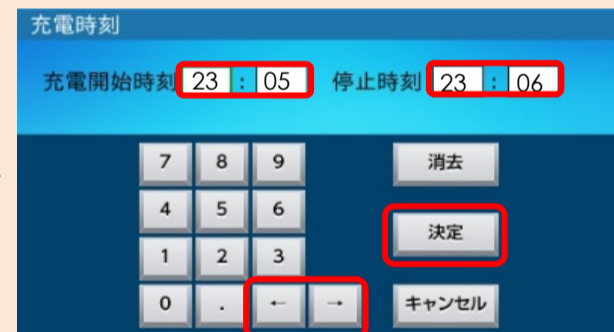 充電時刻
充電開始時刻 23 : 05 停止時刻 23 : 06
7 8 9 消去
4 5 6
決定
1 2 3
0 . ← → キャンセル